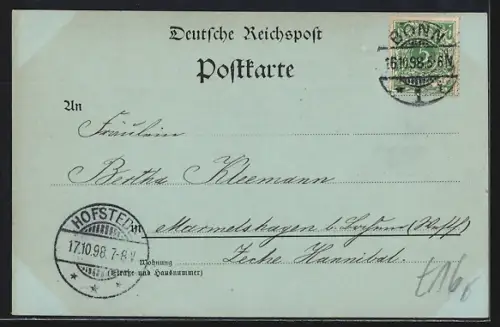 Deutsche Reichspost
Postkarte
BONN
16.10.98.5-6N.
* 1 *
An
Fräulein
Bertha Kleemann
in Marmelshagen b. Bochum (Westf)
Zeche Hannibal.
Wohnung
(Straße und Hausnummer)
HOFSTEDE
17.10.98.7-8V.
* * *